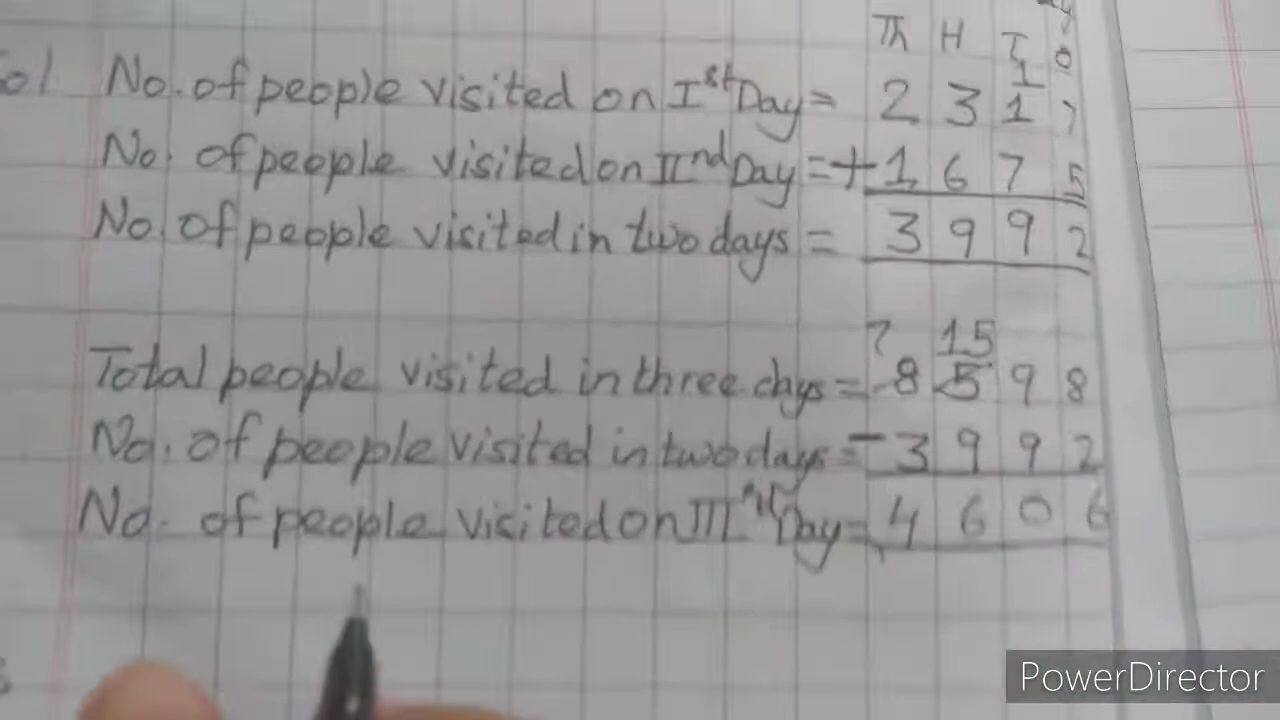 Th H T O
1
Sol No. of people visited on Ist Day = 2 3 1 7
No. of people visited on IInd Day = + 1 6 7 5
No. of people visited in two days = 3 9 9 2
7 15
Total people visited in three days = 8 5 9 8
No. of people visited in two days = - 3 9 9 2
No. of people visited on IIIrd Day = 4 6 0 6
PowerDirector